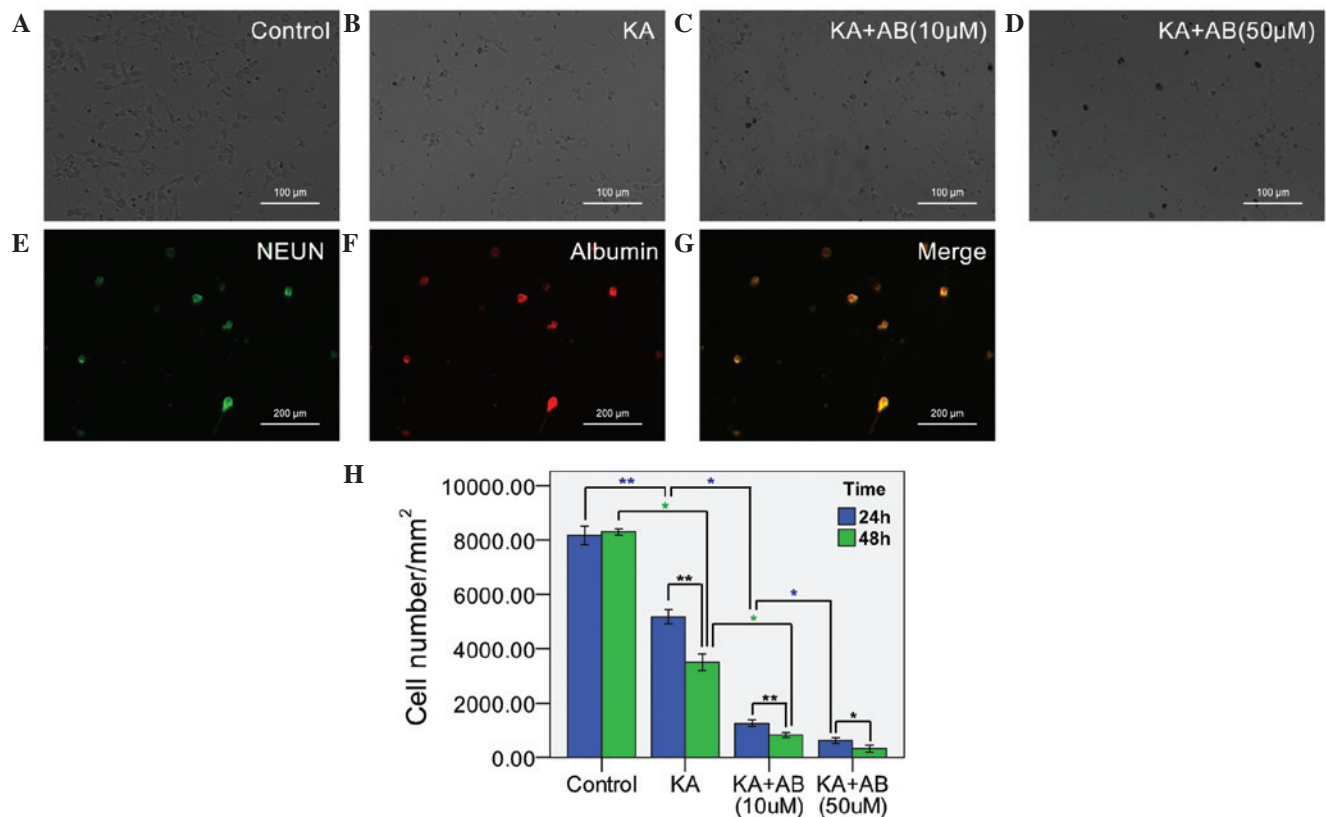 A
Control
B
KA
C
KA+AB(10µM)
D
KA+AB(50µM)
100 µm
100 µm
100 µm
100 µm
E
NEUN
F
Albumin
G
Merge
200 µm
200 µm
200 µm
H
Cell number/mm²
10000.00
8000.00
6000.00
4000.00
2000.00
0.00
** *
*
**
*
*
**
*
Time
24h
48h
Control
KA
KA+AB
(10uM)
KA+AB
(50uM)